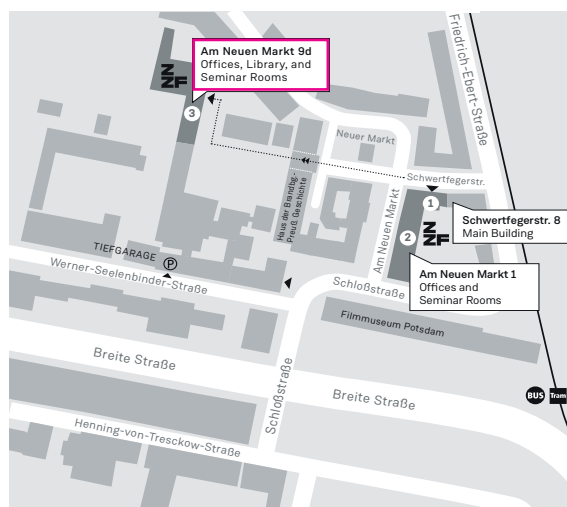 Am Neuen Markt 9d
Offices, Library, and
Seminar Rooms
ZZF
3
Friedrich-Ebert-Straße
Neuer Markt
Schwertfegerstr.
1
Schwertfegerstr. 8
Main Building
Haus der Brandbg.-
Preuß. Geschichte
Am Neuen Markt
2
ZZF
Am Neuen Markt 1
Offices and
Seminar Rooms
TIEFGARAGE
P
Werner-Seelenbinder-Straße
Schloßstraße
Filmmuseum Potsdam
Breite Straße
Breite Straße
BUS
Tram
Schloßstraße
Henning-von-Tresckow-Straße